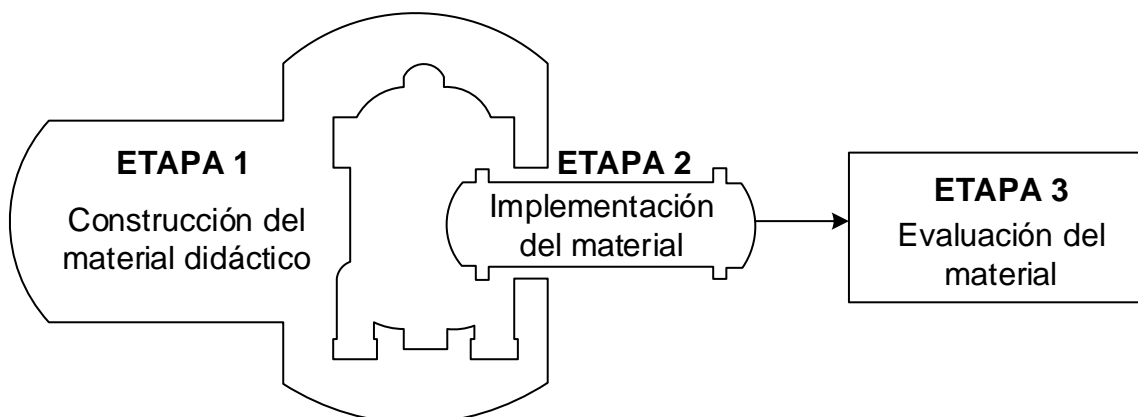 ETAPA 1
Construcción del
material didáctico
ETAPA 2
Implementación
del material
ETAPA 3
Evaluación del
material